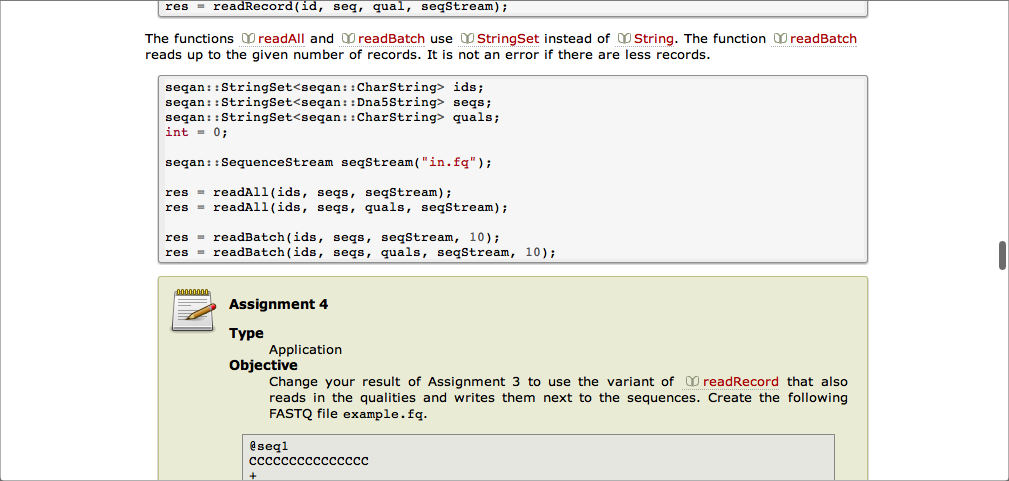 res = readRecord(id, seq, qual, seqStream);
The functions readAll and readBatch use StringSet instead of String. The function readBatch
reads up to the given number of records. It is not an error if there are less records.
seqan::StringSet<seqan::CharString> ids;
seqan::StringSet<seqan::Dna5String> seqs;
seqan::StringSet<seqan::CharString> quals;
int = 0;
seqan::SequenceStream seqStream("in.fq");
res = readAll(ids, seqs, seqStream);
res = readAll(ids, seqs, quals, seqStream);
res = readBatch(ids, seqs, seqStream, 10);
res = readBatch(ids, seqs, quals, seqStream, 10);
Assignment 4
Type
Application
Objective
Change your result of Assignment 3 to use the variant of readRecord that also
reads in the qualities and writes them next to the sequences. Create the following
FASTQ file example.fq.
@seq1
CCCCCCCCCCCCCCC
+